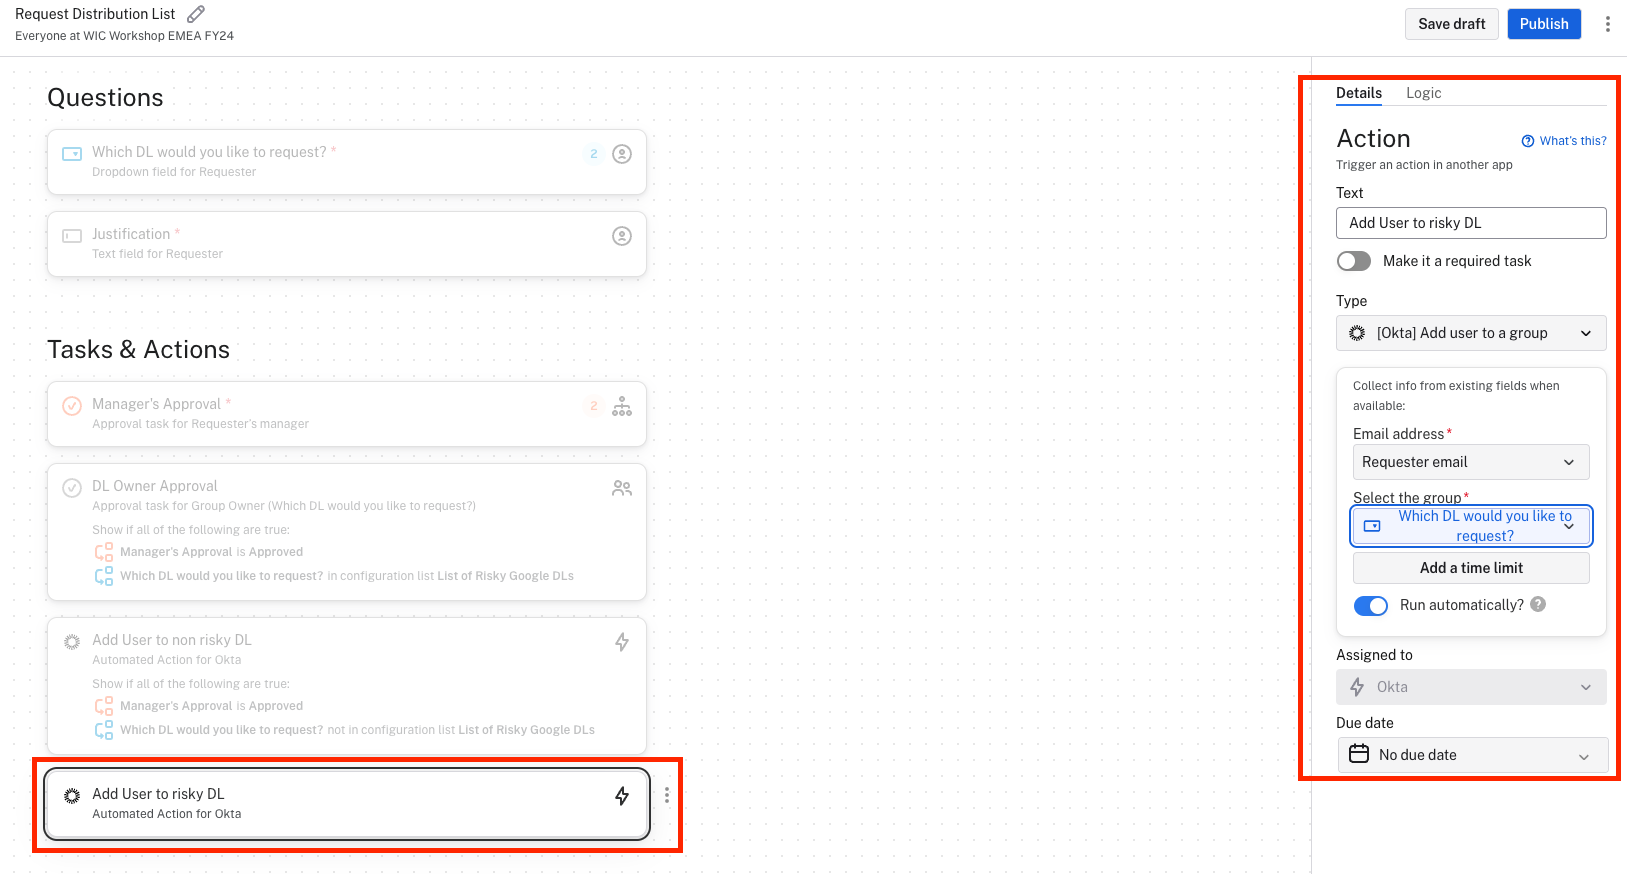 Request Distribution List
Everyone at WIC Workshop EMEA FY24
Save draft
Publish
Questions
Which DL would you like to request? *
2
Dropdown field for Requester
Justification *
Text field for Requester
Tasks & Actions
Manager's Approval *
2
Approval task for Requester's manager
DL Owner Approval
Approval task for Group Owner (Which DL would you like to request?)
Show if all of the following are true:
Manager's Approval is Approved
Which DL would you like to request? in configuration list List of Risky Google DLs
Add User to non risky DL
Automated Action for Okta
Show if all of the following are true:
Manager's Approval is Approved
Which DL would you like to request? not in configuration list List of Risky Google DLs
Add User to risky DL
Automated Action for Okta
Details
Logic
Action
What's this?
Trigger an action in another app
Text
Add User to risky DL
Make it a required task
Type
[Okta] Add user to a group
Collect info from existing fields when
available:
Email address*
Requester email
Select the group*
Which DL would you like to
request?
Add a time limit
Run automatically? ?
Assigned to
Okta
Due date
No due date